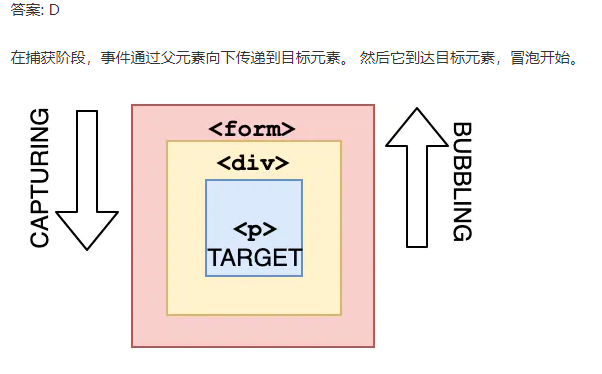 答案: D
在捕获阶段，事件通过父元素向下传递到目标元素。 然后它到达目标元素，冒泡开始。
CAPTURING
<form>
<div>
<p>
TARGET
BUBBLING